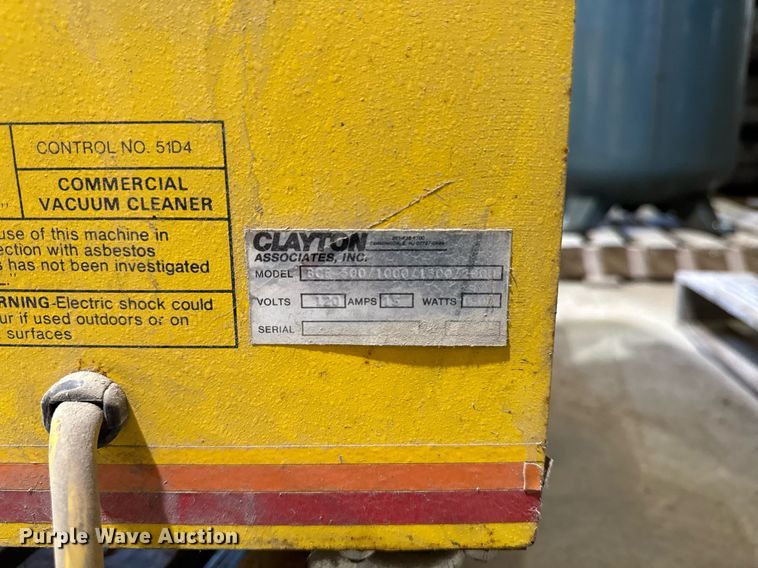 CONTROL NO. 51D4
COMMERCIAL
VACUUM CLEANER
use of this machine in
ection with asbestos
s has not been investigated
RNING-Electric shock could
ur if used outdoors or on
surfaces
CLAYTON
ASSOCIATES, INC.
MODEL
VOLTS 120 AMPS 15 WATTS
SERIAL
Purple Wave Auction